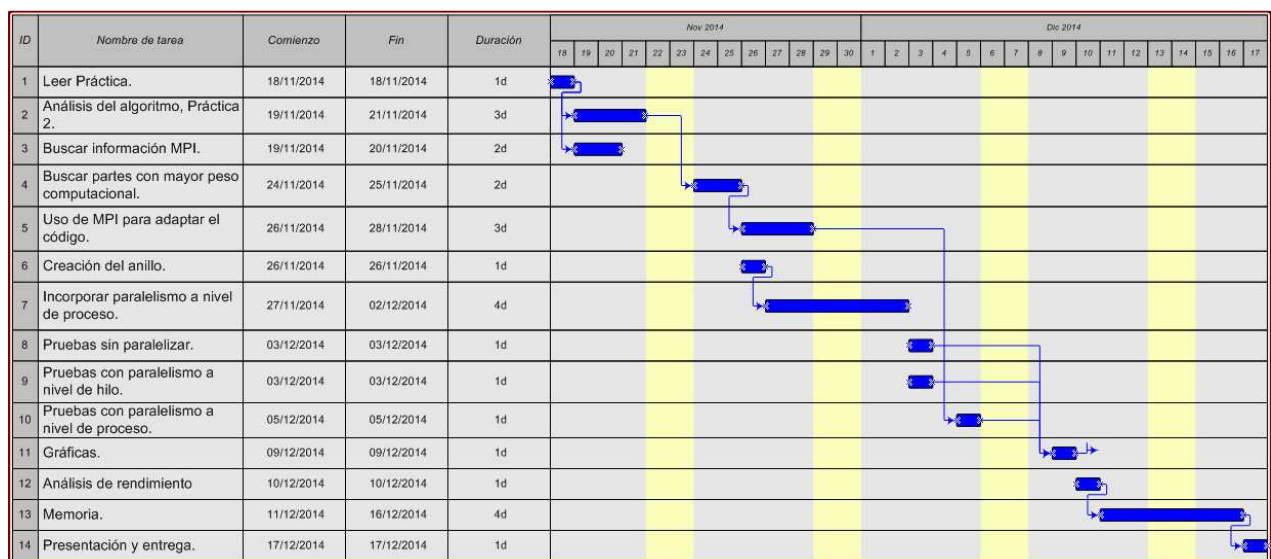 ID Nombre de tarea Comienzo Fin Duración Nov 2014 Dic 2014
18 19 20 21 22 23 24 25 26 27 28 29 30 1 2 3 4 5 6 7 8 9 10 11 12 13 14 15 16 17
1 Leer Práctica. 18/11/2014 18/11/2014 1d
2 Análisis del algoritmo, Práctica 2. 19/11/2014 21/11/2014 3d
3 Buscar información MPI. 19/11/2014 20/11/2014 2d
4 Buscar partes con mayor peso computacional. 24/11/2014 25/11/2014 2d
5 Uso de MPI para adaptar el código. 26/11/2014 28/11/2014 3d
6 Creación del anillo. 26/11/2014 26/11/2014 1d
7 Incorporar paralelismo a nivel de proceso. 27/11/2014 02/12/2014 4d
8 Pruebas sin paralelizar. 03/12/2014 03/12/2014 1d
9 Pruebas con paralelismo a nivel de hilo. 03/12/2014 03/12/2014 1d
10 Pruebas con paralelismo a nivel de proceso. 05/12/2014 05/12/2014 1d
11 Gráficas. 09/12/2014 09/12/2014 1d
12 Análisis de rendimiento 10/12/2014 10/12/2014 1d
13 Memoria. 11/12/2014 16/12/2014 4d
14 Presentación y entrega. 17/12/2014 17/12/2014 1d